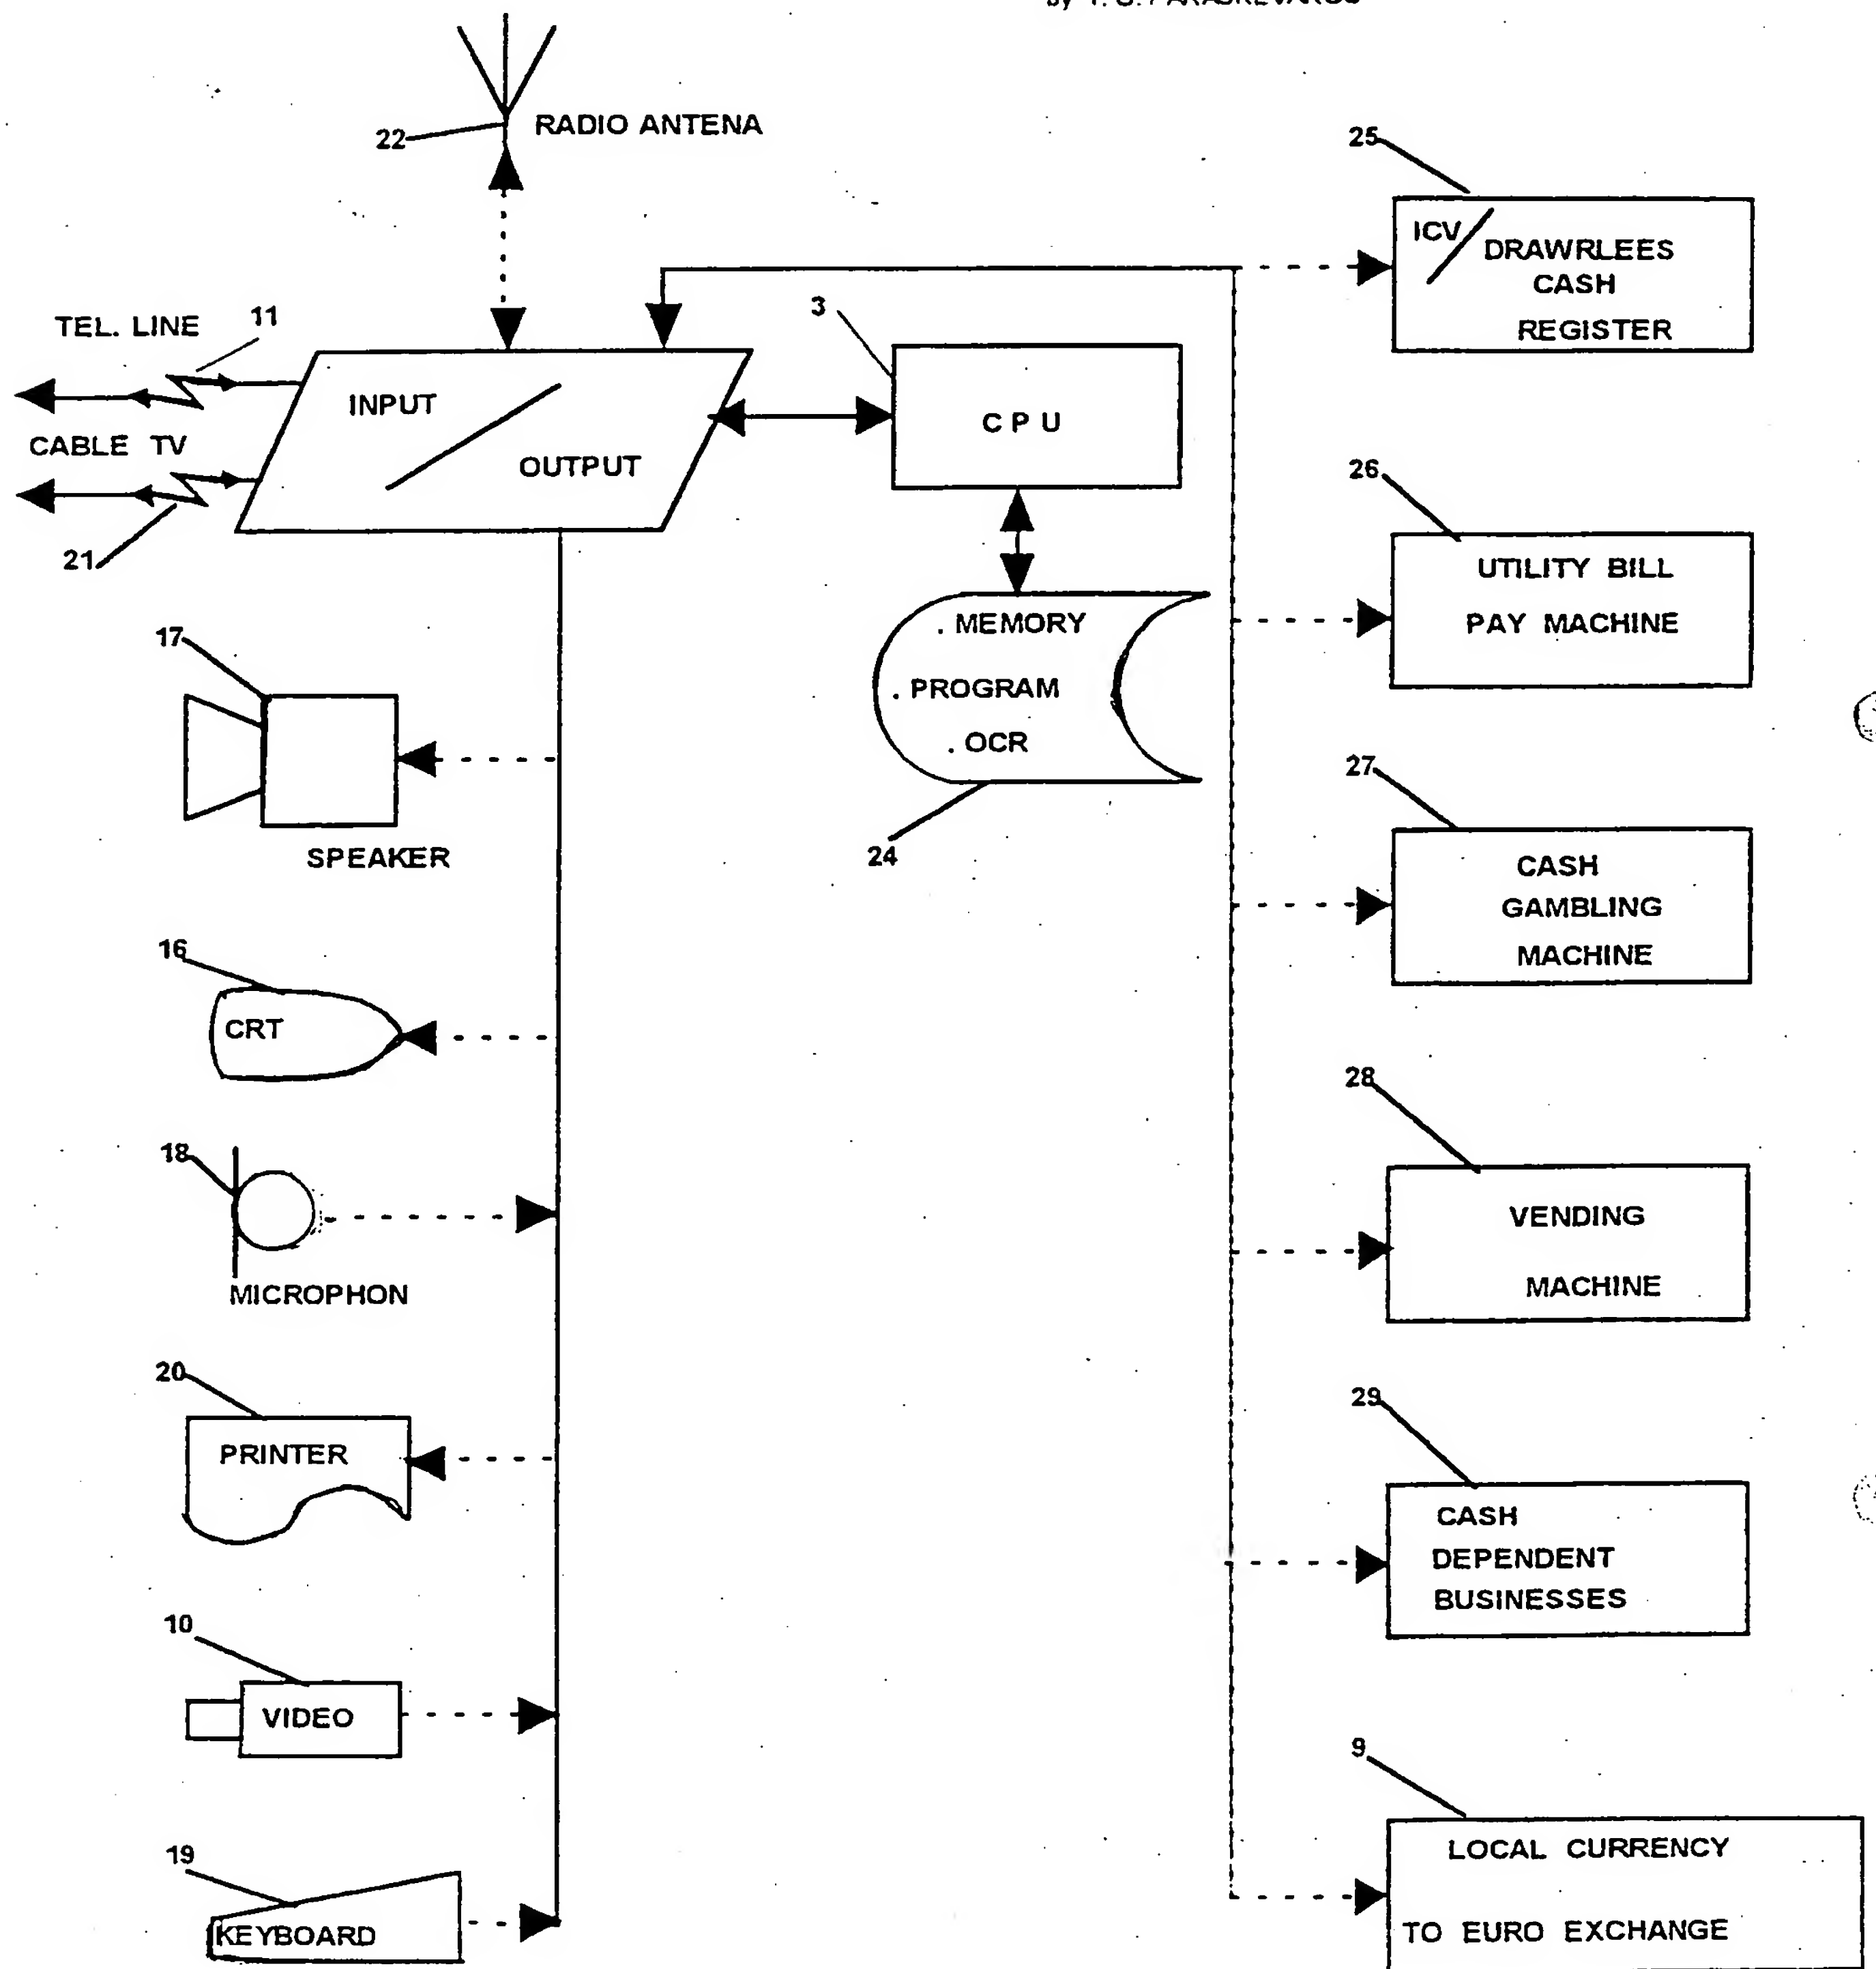 22
RADIO ANTENA
25
ICV
DRAWRLEES
CASH
REGISTER
TEL. LINE
11
3
INPUT
OUTPUT
C P U
CABLE TV
21
26
UTILITY BILL
PAY MACHINE
. MEMORY
. PROGRAM
. OCR
24
17
SPEAKER
27
CASH
GAMBLING
MACHINE
16
CRT
28
VENDING
MACHINE
18
MICROPHON
20
PRINTER
29
CASH
DEPENDENT
BUSINESSES
10
VIDEO
9
LOCAL CURRENCY
TO EURO EXCHANGE
19
KEYBOARD